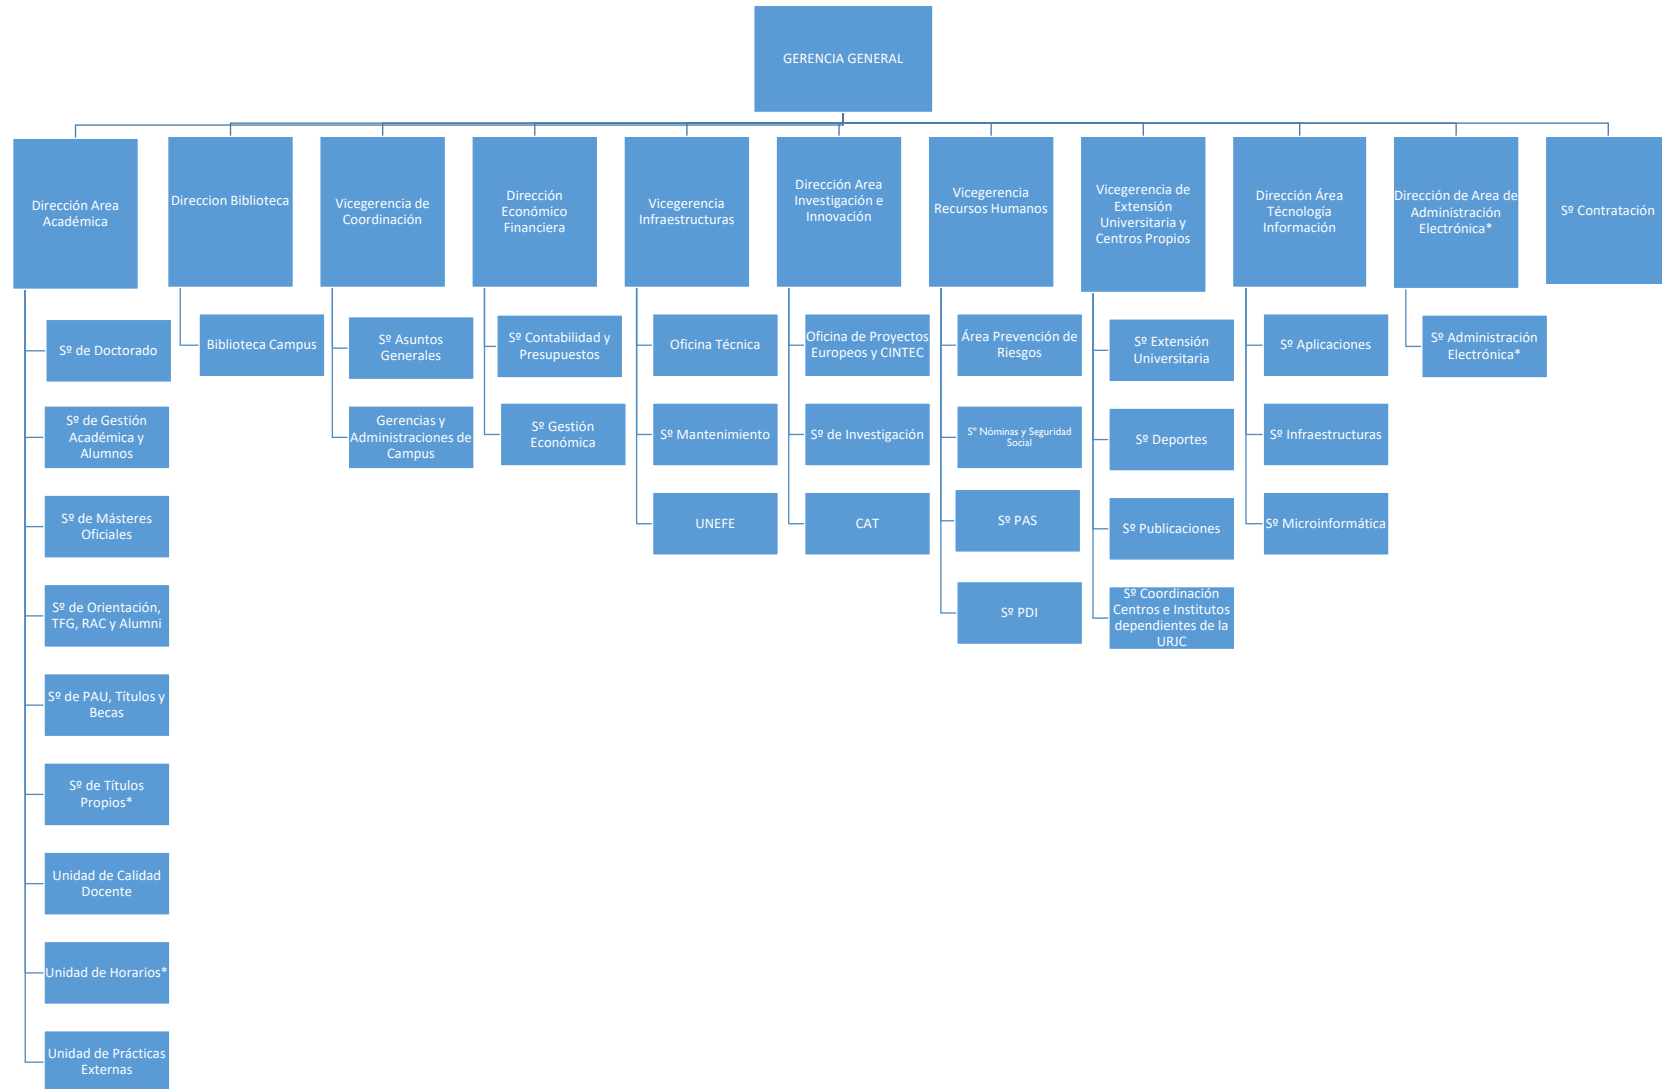 GERENCIA GENERAL
Dirección Area
Académica
Direccion Biblioteca
Vicegerencia de
Coordinación
Dirección
Económico
Financiera
Vicegerencia
Infraestructuras
Dirección Area
Investigación e
Innovación
Vicegerencia
Recursos Humanos
Vicegerencia de
Extensión
Universitaria y
Centros Propios
Dirección Área
Técnología
Información
Dirección de Area de
Administración
Electrónica*
Sº Contratación
Sº de Doctorado
Sº de Gestión
Académica y
Alumnos
Sº de Másteres
Oficiales
Sº de Orientación,
TFG, RAC y Alumni
Sº de PAU, Títulos y
Becas
Sº de Títulos
Propios*
Unidad de Calidad
Docente
Unidad de Horarios*
Unidad de Prácticas
Externas
Biblioteca Campus
Sº Asuntos
Generales
Gerencias y
Administraciones de
Campus
Sº Contabilidad y
Presupuestos
Sº Gestión
Económica
Oficina Técnica
Sº Mantenimiento
UNEFE
Oficina de Proyectos
Europeos y CINTEC
Sº de Investigación
CAT
Área Prevención de
Riesgos
Sº Nóminas y Seguridad
Social
Sº PAS
Sº PDI
Sº Extensión
Universitaria
Sº Deportes
Sº Publicaciones
Sº Coordinación
Centros e Institutos
dependientes de la
URJC
Sº Aplicaciones
Sº Infraestructuras
Sº Microinformática
Sº Administración
Electrónica*